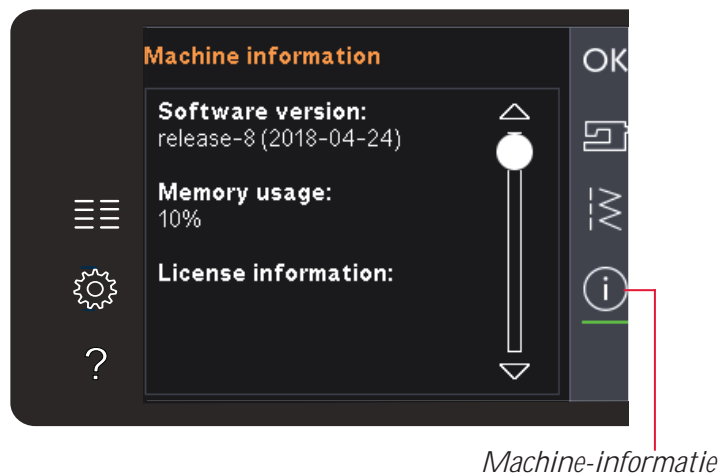 Machine information
OK
Software version:
release-8 (2018-04-24)
Memory usage:
10%
License information:
i
?
Machine-informatie